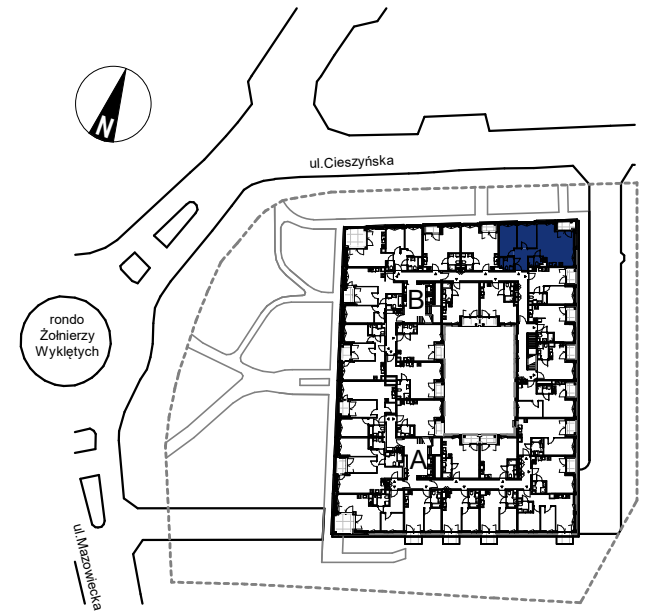 N
ul.Cieszyńska
B
rondo
Żołnierzy
Wyklętych
A
ul.Mazowiecka